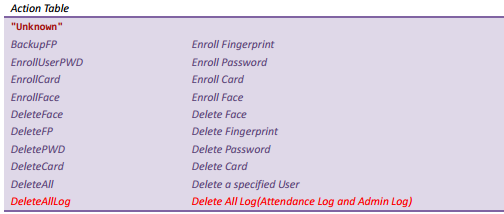 Action Table
"Unknown"
BackupFP Enroll Fingerprint
EnrollUserPWD Enroll Password
EnrollCard Enroll Card
EnrollFace Enroll Face
DeleteFace Delete Face
DeleteFP Delete Fingerprint
DeletePWD Delete Password
DeleteCard Delete Card
DeleteAll Delete a specified User
DeleteAllLog Delete All Log(Attendance Log and Admin Log)